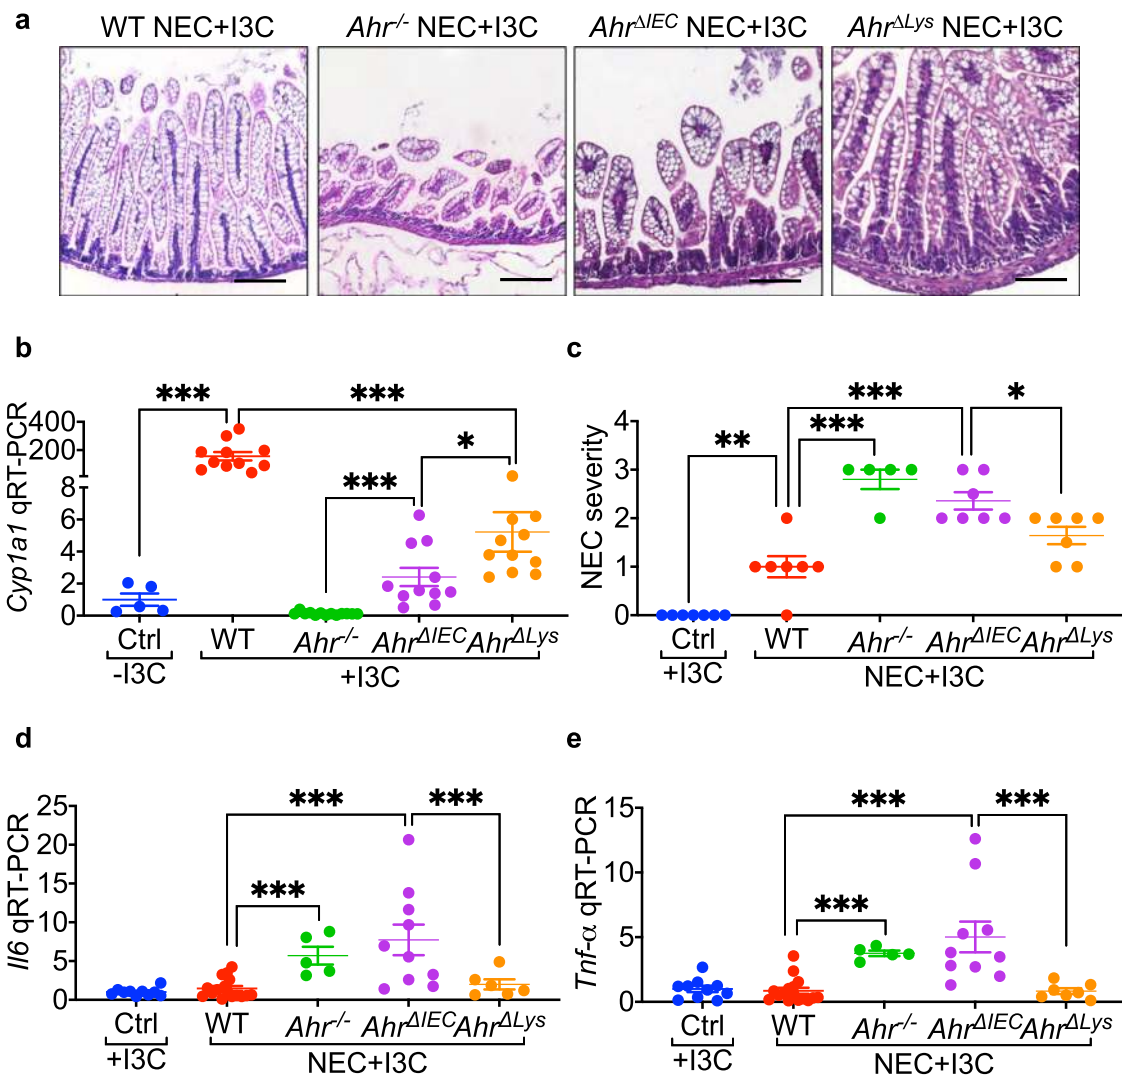 a
WT NEC+I3C
Ahr-/- NEC+I3C
AhrΔIEC NEC+I3C
AhrΔLys NEC+I3C
b
Cyp1a1 qRT-PCR
400
200
8
6
4
2
0
***
***
***
*
Ctrl
WT
Ahr-/-
AhrΔIEC
AhrΔLys
-I3C
+I3C
c
NEC severity
4
3
2
1
0
**
***
***
*
Ctrl
WT
Ahr-/-
AhrΔIEC
AhrΔLys
+I3C
NEC+I3C
d
Il6 qRT-PCR
25
20
15
10
5
0
***
***
***
Ctrl
WT
Ahr-/-
AhrΔIEC
AhrΔLys
+I3C
NEC+I3C
e
Tnf-α qRT-PCR
15
10
5
0
***
***
***
Ctrl
WT
Ahr-/-
AhrΔIEC
AhrΔLys
+I3C
NEC+I3C